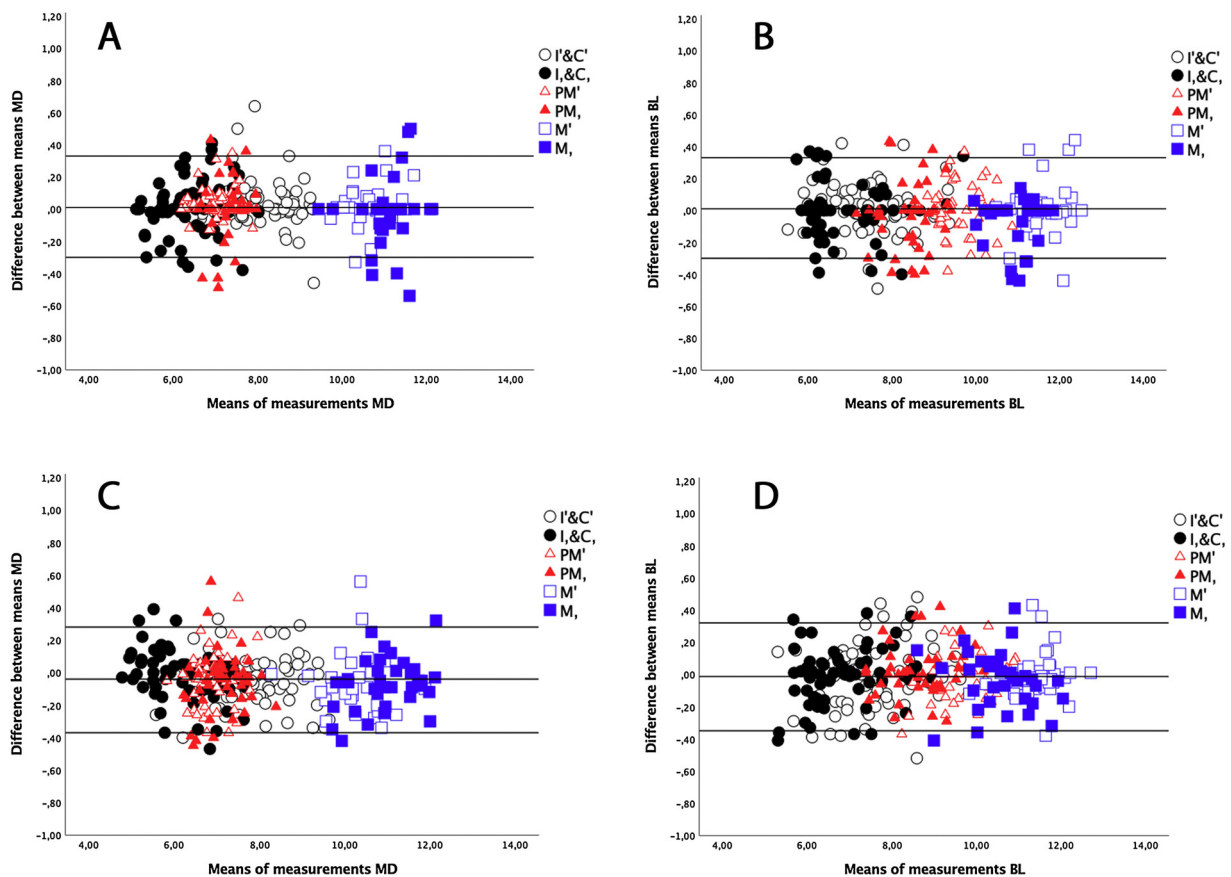 A
Difference between means MD
1,20
1,00
,80
,60
,40
,20
,00
-,20
-,40
-,60
-,80
-1,00
4,00 6,00 8,00 10,00 12,00 14,00
Means of measurements MD
I'&C'
I,&C,
PM'
PM,
M'
M,
B
Difference between means BL
1,20
1,00
,80
,60
,40
,20
,00
-,20
-,40
-,60
-,80
-1,00
4,00 6,00 8,00 10,00 12,00 14,00
Means of measurements BL
I'&C'
I,&C,
PM'
PM,
M'
M,
C
Difference between means MD
1,20
1,00
,80
,60
,40
,20
,00
-,20
-,40
-,60
-,80
-1,00
4,00 6,00 8,00 10,00 12,00 14,00
Means of measurements MD
I'&C'
I,&C,
PM'
PM,
M'
M,
D
Difference between means BL
1,20
1,00
,80
,60
,40
,20
,00
-,20
-,40
-,60
-,80
-1,00
4,00 6,00 8,00 10,00 12,00 14,00
Means of measurements BL
I'&C'
I,&C,
PM'
PM,
M'
M,